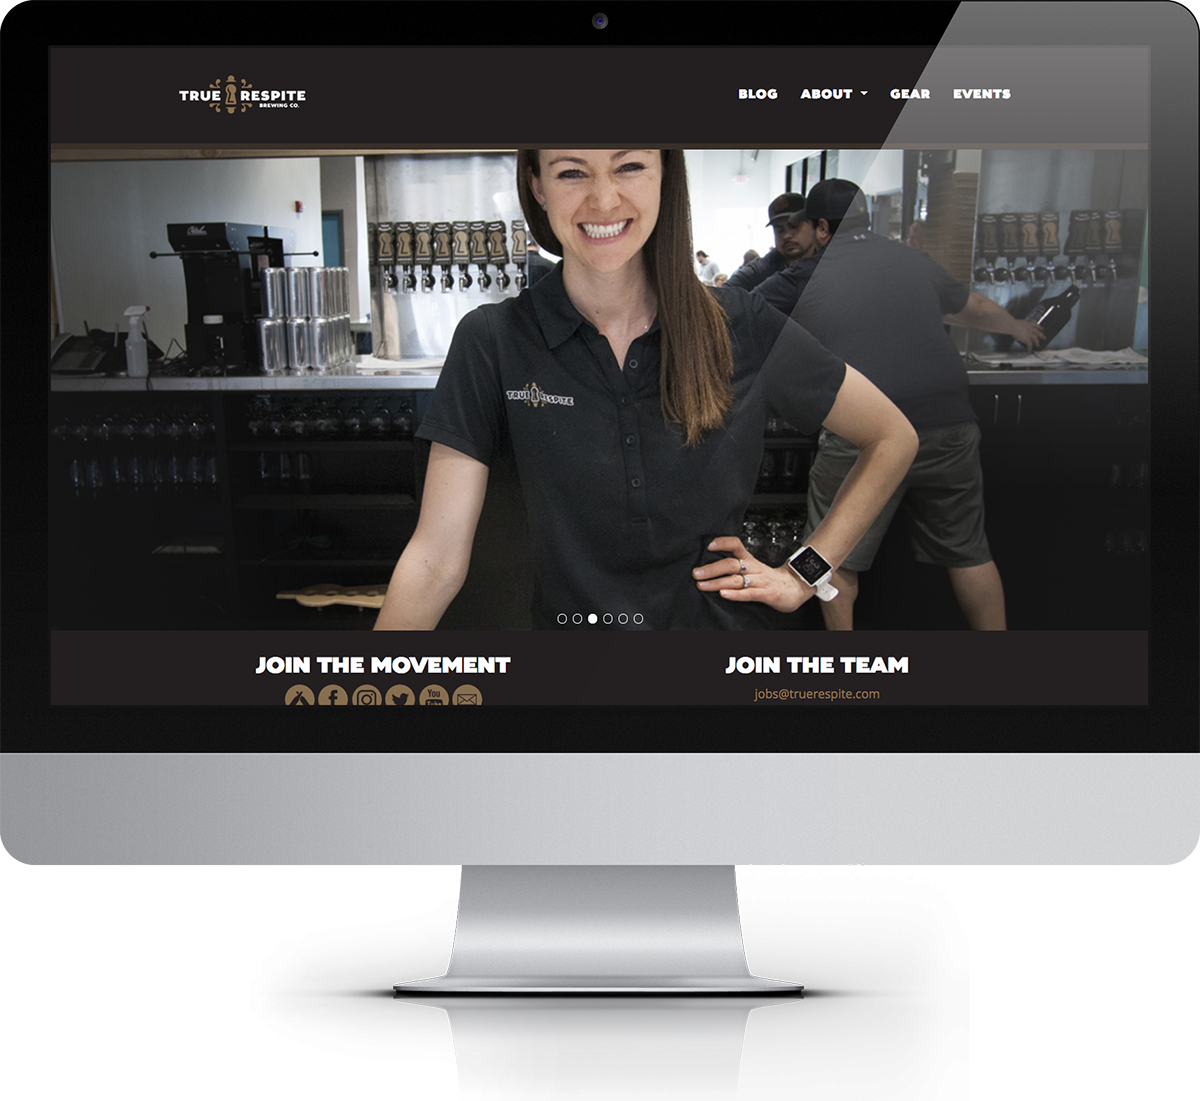 TRUE RESPITE
BREWING CO.
BLOG ABOUT GEAR EVENTS
TRUE RESPITE
JOIN THE MOVEMENT
JOIN THE TEAM
You
jobs@truerespite.com